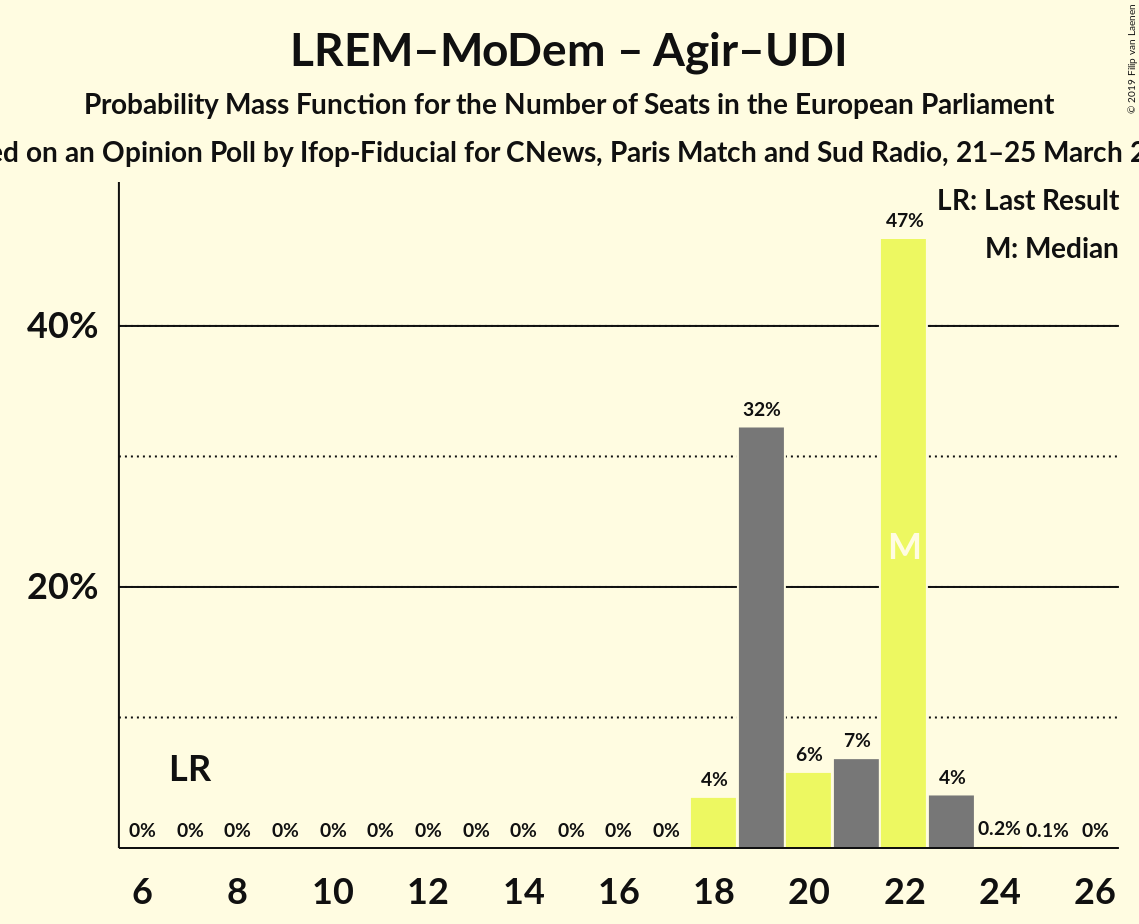 LREM–MoDem – Agir–UDI
Probability Mass Function for the Number of Seats in the European Parliament
on an Opinion Poll by Ifop-Fiducial for CNews, Paris Match and Sud Radio, 21–25 March
© 2019 Filip van Laenen
LR: Last Result
M: Median
47%
40%
32%
M
20%
LR
7%
6%
4%
4%
0% 0% 0% 0% 0% 0% 0% 0% 0% 0% 0% 0% 0.2% 0.1% 0%
6 8 10 12 14 16 18 20 22 24 26